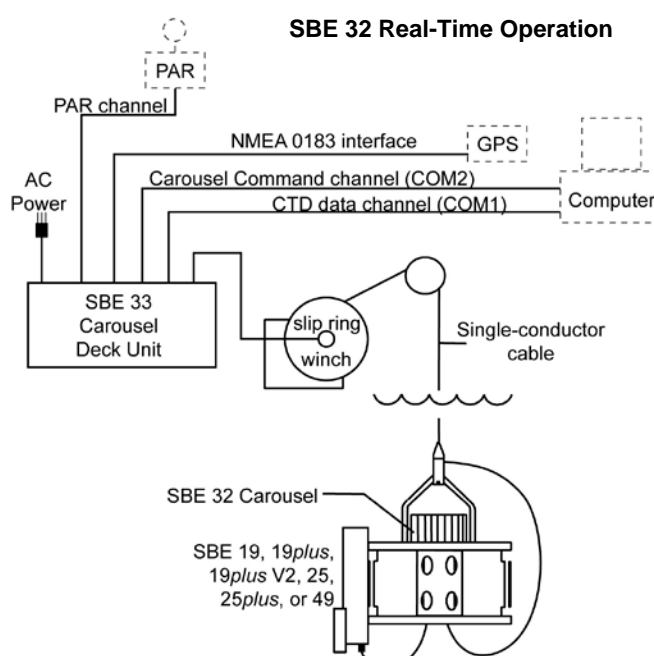 SBE 32 Real-Time Operation
PAR
PAR channel
NMEA 0183 interface
GPS
AC
Power
Carousel Command channel (COM2)
CTD data channel (COM1)
Computer
SBE 33
Carousel
Deck Unit
slip ring
winch
Single-conductor
cable
SBE 32 Carousel
SBE 19, 19plus,
19plus V2, 25,
25plus, or 49